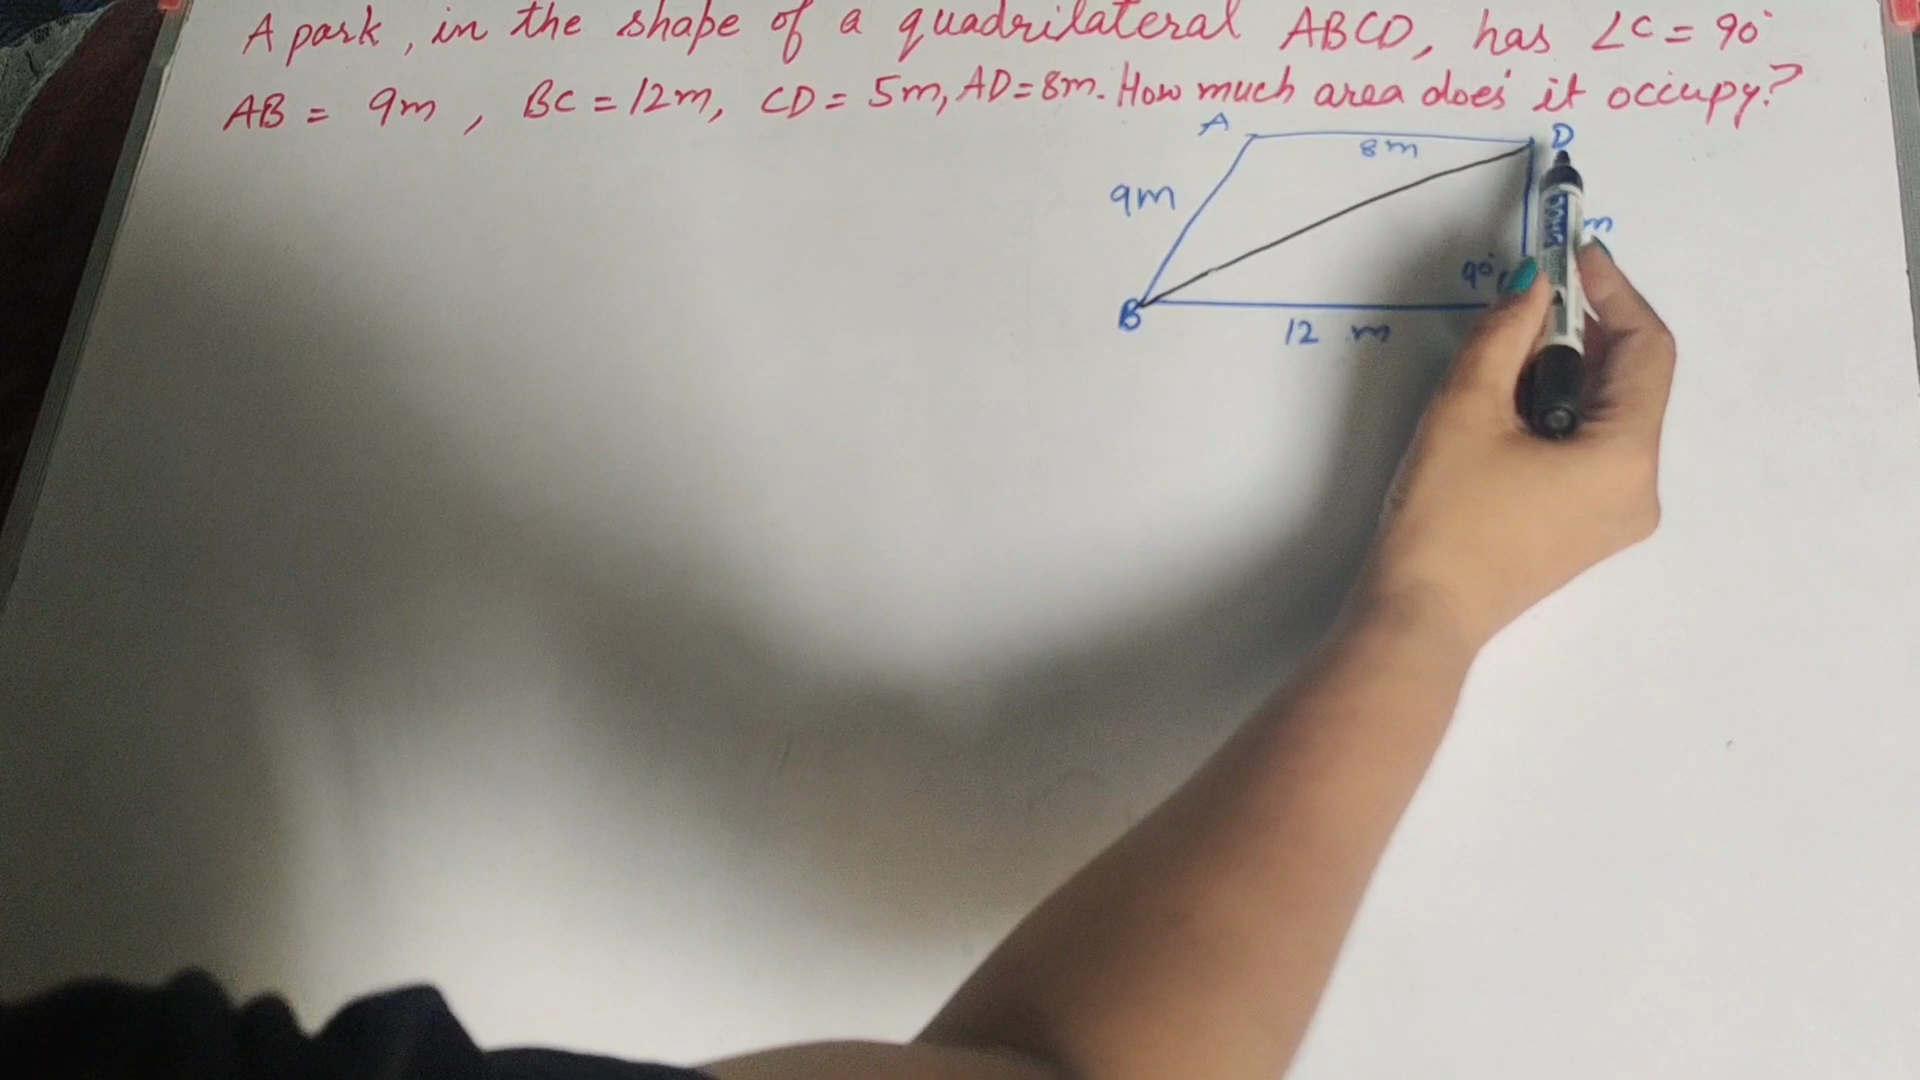 A park, in the shape of a quadrilateral ABCD, has ∠C = 90°
AB = 9m, BC = 12m, CD = 5m, AD = 8m. How much area does it occupy?
A
D
8 m
9m
m
90°
B
12 m